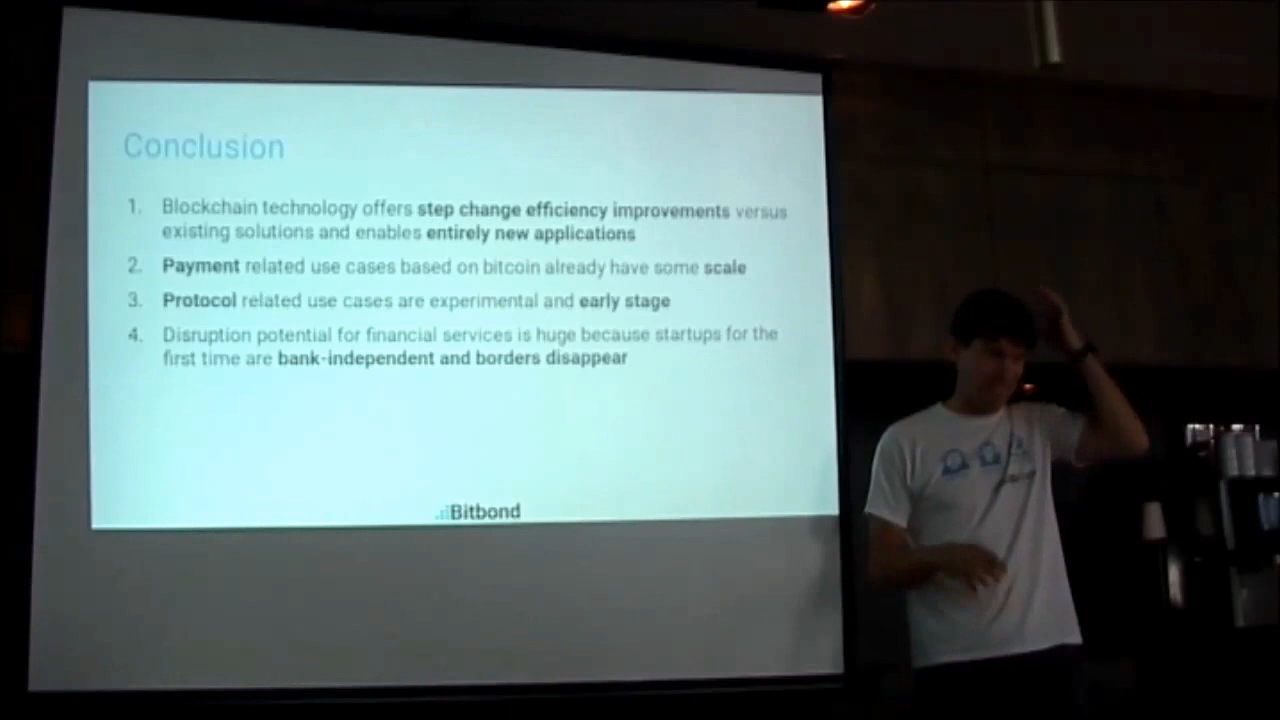 Conclusion
1. Blockchain technology offers step change efficiency improvements versus
existing solutions and enables entirely new applications
2. Payment related use cases based on bitcoin already have some scale
3. Protocol related use cases are experimental and early stage
4. Disruption potential for financial services is huge because startups for the
first time are bank-independent and borders disappear
Bitbond